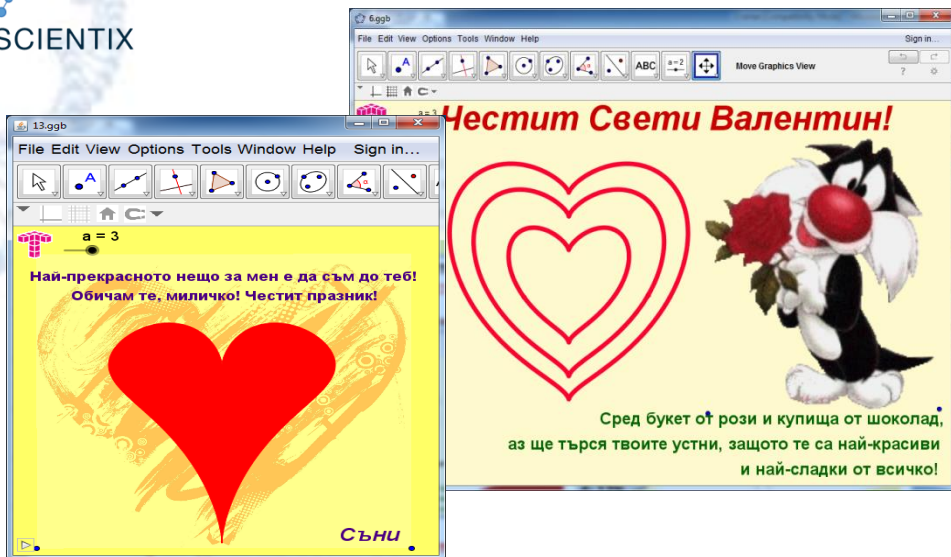 SCIENTIX
6.ggb
File Edit View Options Tools Window Help Sign in...
ABC a=2 Move Graphics View
?
a = 3
Честит Свети Валентин!
Сред букет от рози и купища от шоколад,
аз ще търся твоите устни, защото те са най-красиви
и най-сладки от всичко!
13.ggb
File Edit View Options Tools Window Help Sign in...
A
a = 3
Най-прекрасното нещо за мен е да съм до теб!
Обичам те, миличко! Честит празник!
Съни